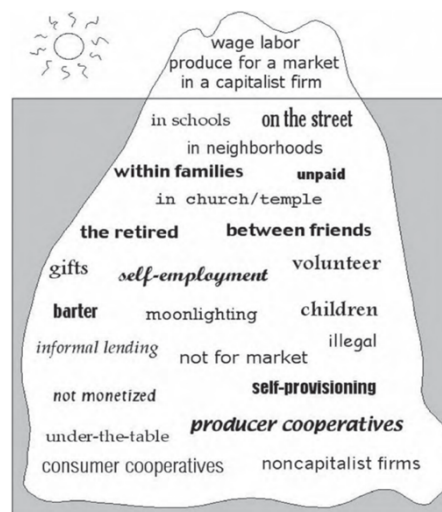 wage labor
produce for a market
in a capitalist firm
in schools on the street
in neighborhoods
within families unpaid
in church/temple
the retired between friends
gifts self-employment volunteer
barter moonlighting children
informal lending not for market illegal
not monetized self-provisioning
under-the-table producer cooperatives
consumer cooperatives noncapitalist firms